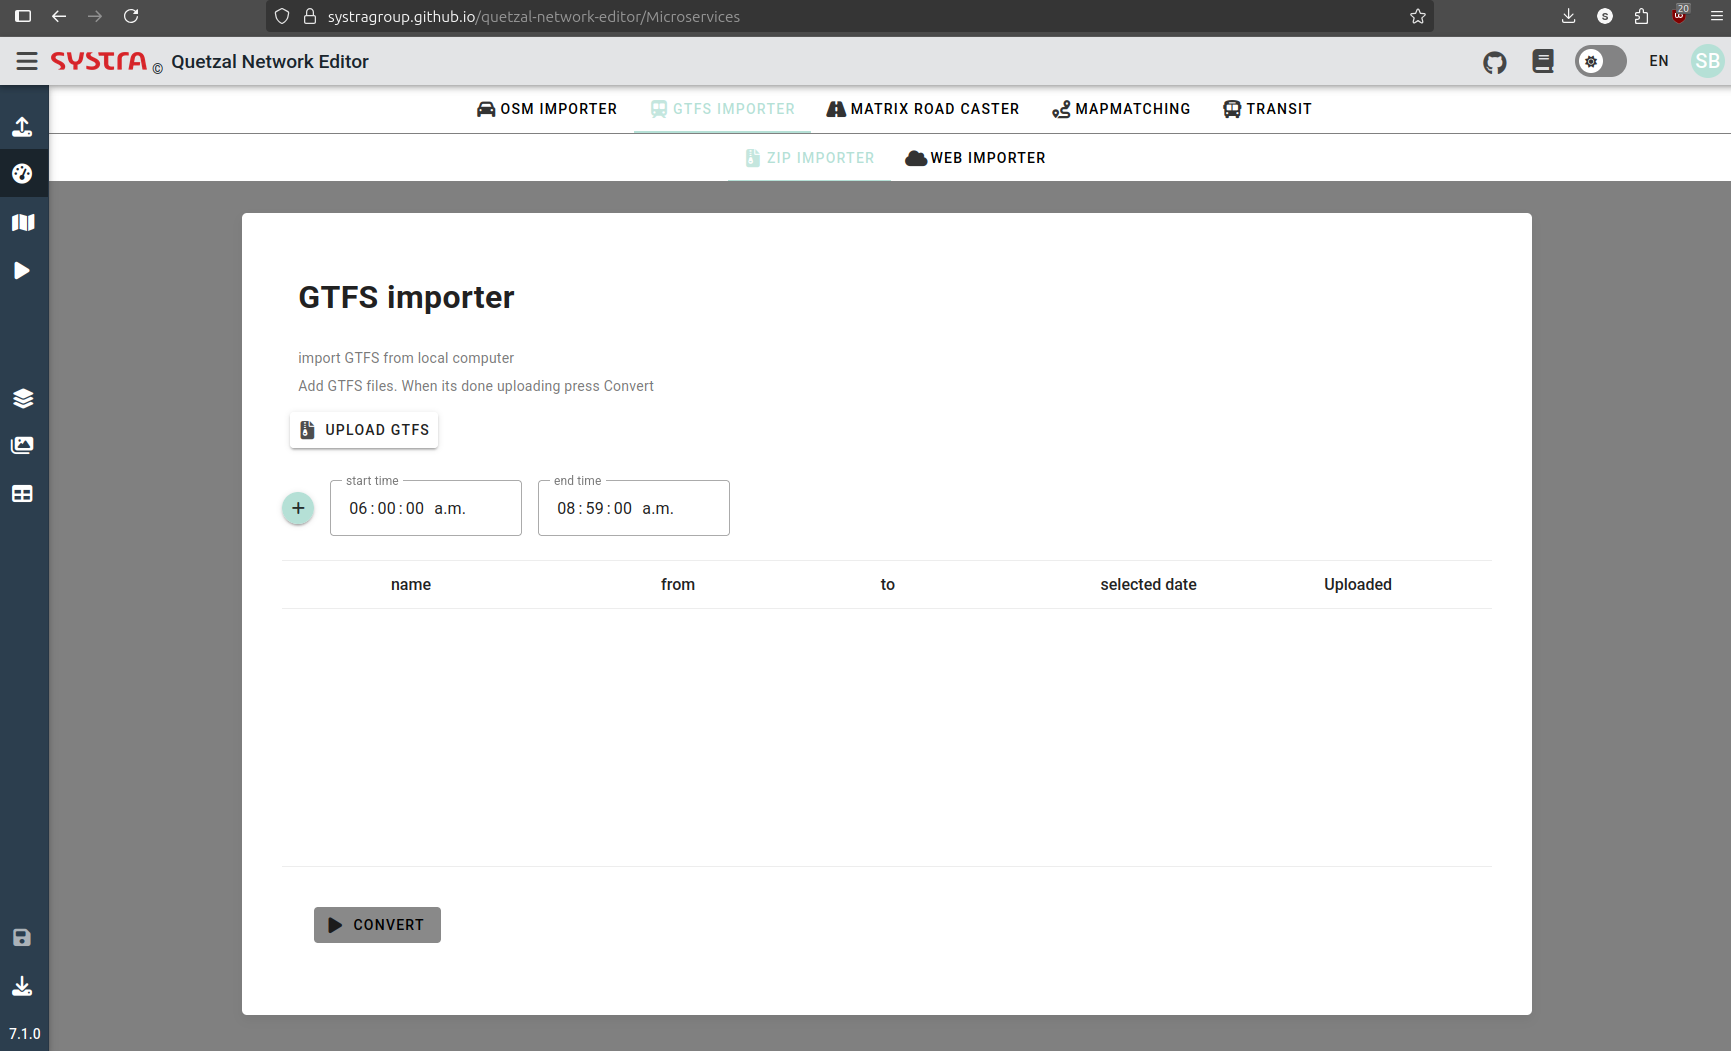 systragroup.github.io/quetzal-network-editor/Microservices
20
S
SYSTRA © Quetzal Network Editor
EN
SB
OSM IMPORTER
GTFS IMPORTER
MATRIX ROAD CASTER
MAPMATCHING
TRANSIT
ZIP IMPORTER
WEB IMPORTER
GTFS importer
import GTFS from local computer
Add GTFS files. When its done uploading press Convert
UPLOAD GTFS
start time
end time
+ 06:00:00 a.m.
08:59:00 a.m.
name from to selected date Uploaded
CONVERT
7.1.0